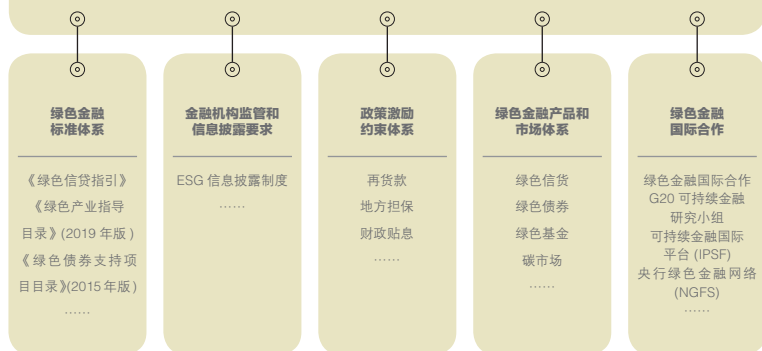 绿色金融
标准体系
《绿色信贷指引》
《绿色产业指导
目录》(2019 年版)
《绿色债券支持项
目目录》(2015 年版)
……
金融机构监管和
信息披露要求
ESG 信息披露制度
……
政策激励
约束体系
再货款
地方担保
财政贴息
……
绿色金融产品和
市场体系
绿色信货
绿色债券
绿色基金
碳市场
……
绿色金融
国际合作
绿色金融国际合作
G20 可持续金融
研究小组
可持续金融国际
平台 (IPSF)
央行绿色金融网络
(NGFS)
……